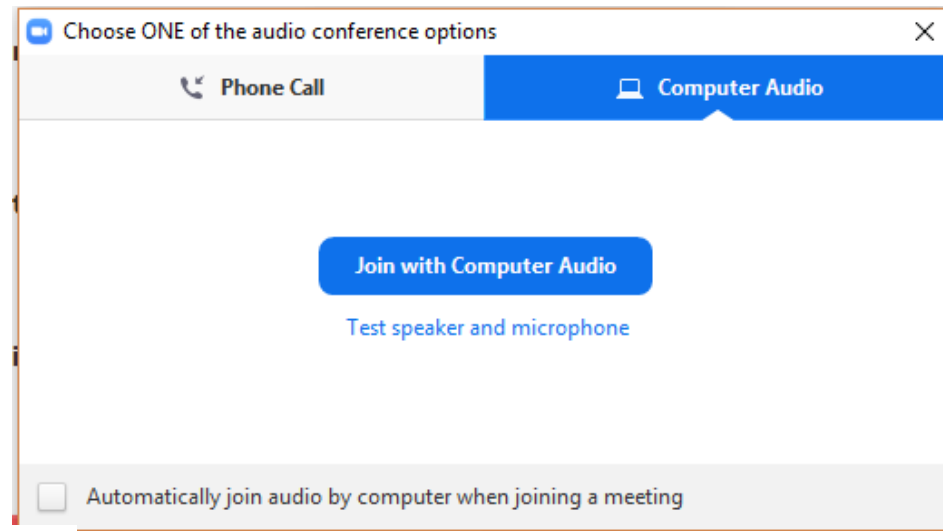 Choose ONE of the audio conference options
Phone Call
Computer Audio
Join with Computer Audio
Test speaker and microphone
Automatically join audio by computer when joining a meeting